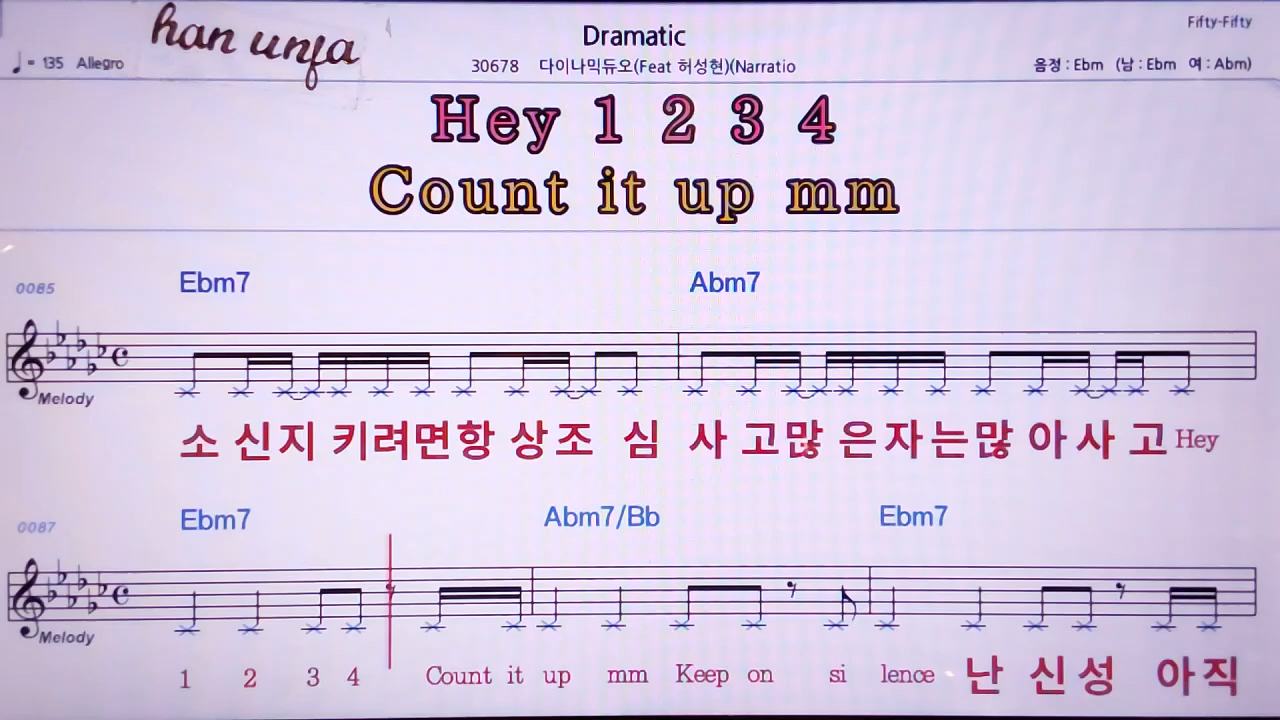 han unfa
Dramatic
Fifty-Fifty
♩= 135 Allegro
30678 다이나믹듀오(Feat 허성현)(Narratio
음정 : Ebm (남 : Ebm 여 : Abm)
Hey 1 2 3 4
Count it up mm
0085 Ebm7 Abm7
Melody
소 신지 키려면항 상조 심 사 고많 은자는많 아사 고 Hey
0087 Ebm7 Abm7/Bb Ebm7
Melody
1 2 3 4 Count it up mm Keep on si lence 난 신성 아직